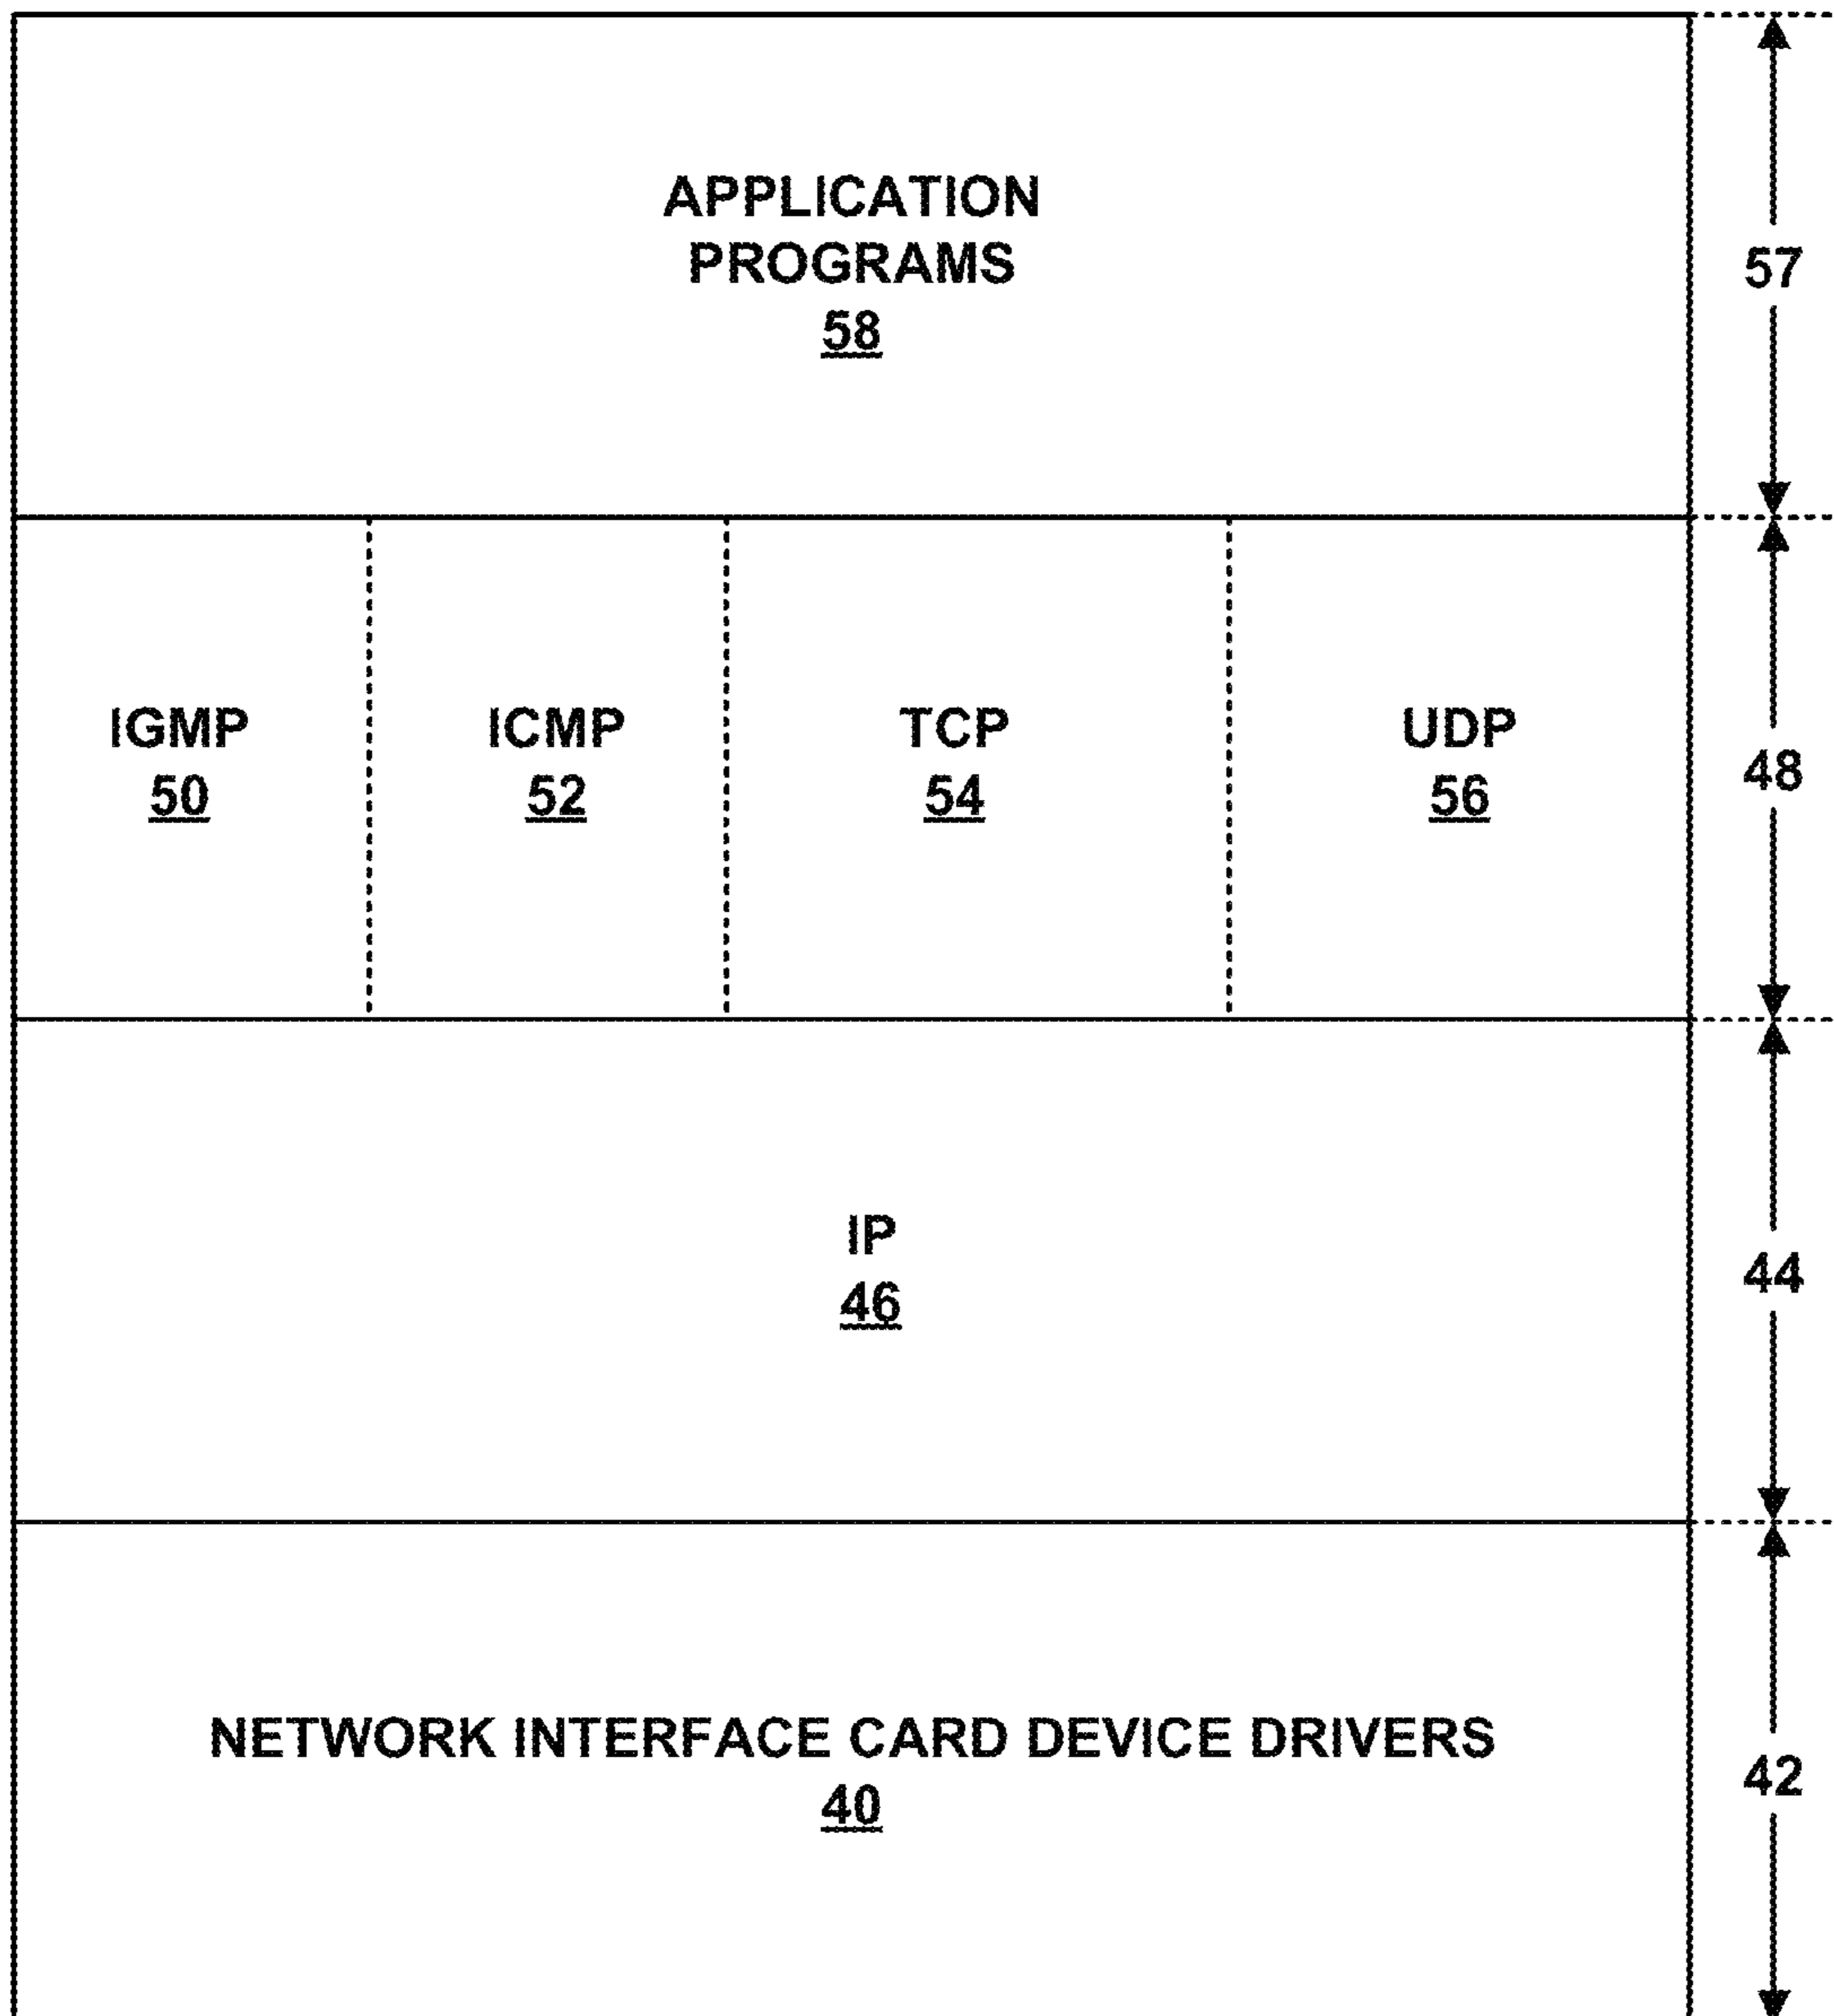 APPLICATION
PROGRAMS
58
57
IGMP
50
ICMP
52
TCP
54
UDP
56
48
IP
46
44
NETWORK INTERFACE CARD DEVICE DRIVERS
40
42